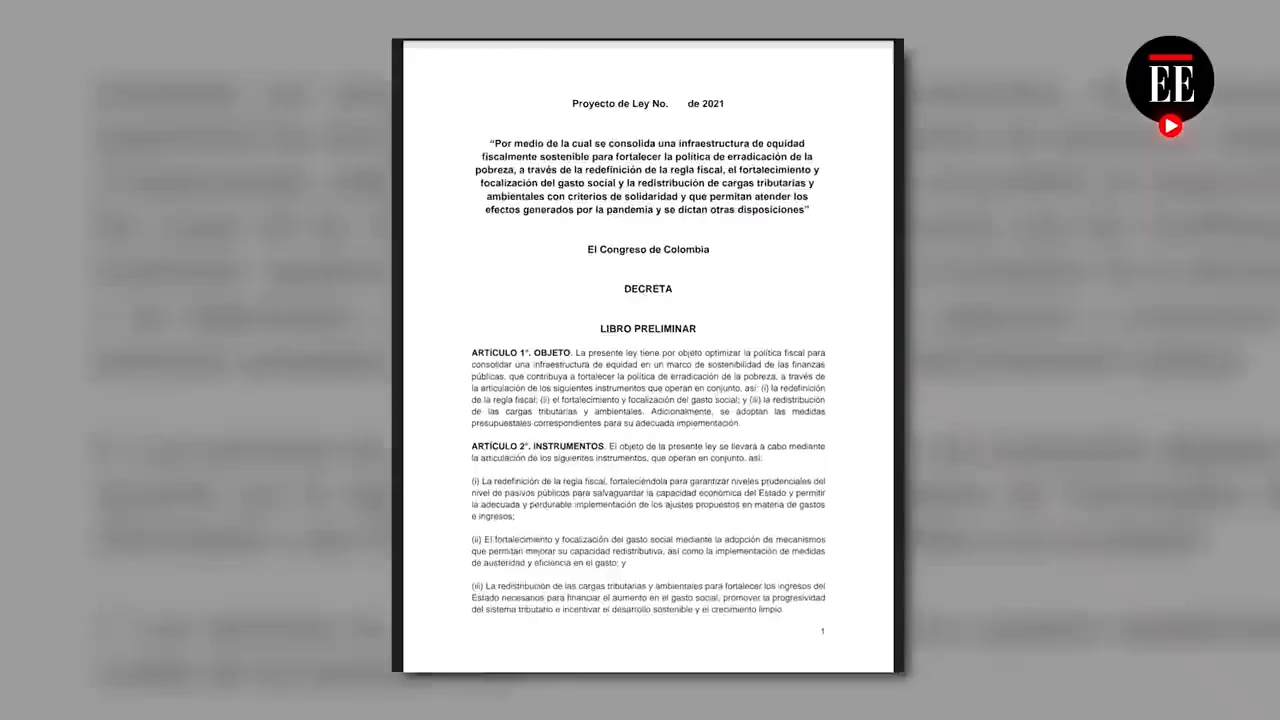 EE
Proyecto de Ley No. de 2021
“Por medio de la cual se consolida una infraestructura de equidad
fiscalmente sostenible para fortalecer la política de erradicación de la
pobreza, a través de la redefinición de la regla fiscal, el fortalecimiento y
focalización del gasto social y la redistribución de cargas tributarias y
ambientales con criterios de solidaridad y que permitan atender los
efectos generados por la pandemia y se dictan otras disposiciones”
El Congreso de Colombia
DECRETA
LIBRO PRELIMINAR
ARTÍCULO 1°. OBJETO. La presente ley tiene por objeto optimizar la política fiscal para
consolidar una infraestructura de equidad en un marco de sostenibilidad de las finanzas
públicas, que contribuya a fortalecer la política de erradicación de la pobreza, a través de
la articulación de los siguientes instrumentos que operan en conjunto, así: (i) la redefinición
de la regla fiscal; (ii) el fortalecimiento y focalización del gasto social; y (iii) la redistribución
de las cargas tributarias y ambientales. Adicionalmente, se adoptan las medidas
presupuestales correspondientes para su adecuada implementación.
ARTÍCULO 2°. INSTRUMENTOS. El objeto de la presente ley se llevará a cabo mediante
la articulación de los siguientes instrumentos, que operan en conjunto, así:
(i) La redefinición de la regla fiscal, fortaleciéndola para garantizar niveles prudenciales del
nivel de pasivos públicos para salvaguardar la capacidad económica del Estado y permitir
la adecuada y perdurable implementación de los ajustes propuestos en materia de gastos
e ingresos;
(ii) El fortalecimiento y focalización del gasto social mediante la adopción de mecanismos
que permitan mejorar su capacidad redistributiva, así como la implementación de medidas
de austeridad y eficiencia en el gasto; y
(iii) La redistribución de las cargas tributarias y ambientales para fortalecer los ingresos del
Estado necesarios para financiar el aumento en el gasto social, promover la progresividad
del sistema tributario e incentivar el desarrollo sostenible y el crecimiento limpio.
1